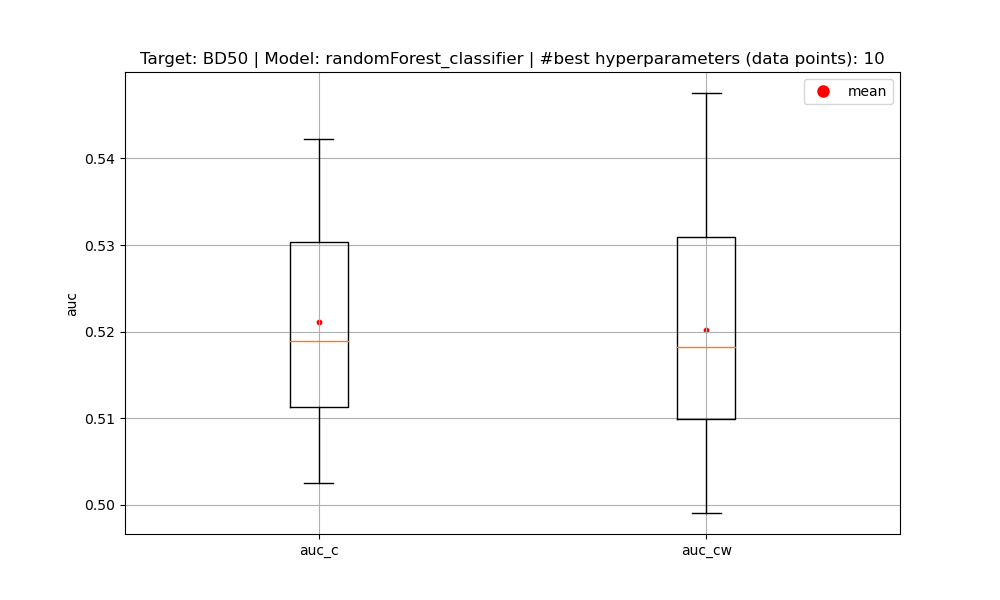 Target: BD50 | Model: randomForest_classifier | #best hyperparameters (data points): 10
mean
0.54
0.53
0.52
0.51
0.50
auc
auc_c
auc_cw